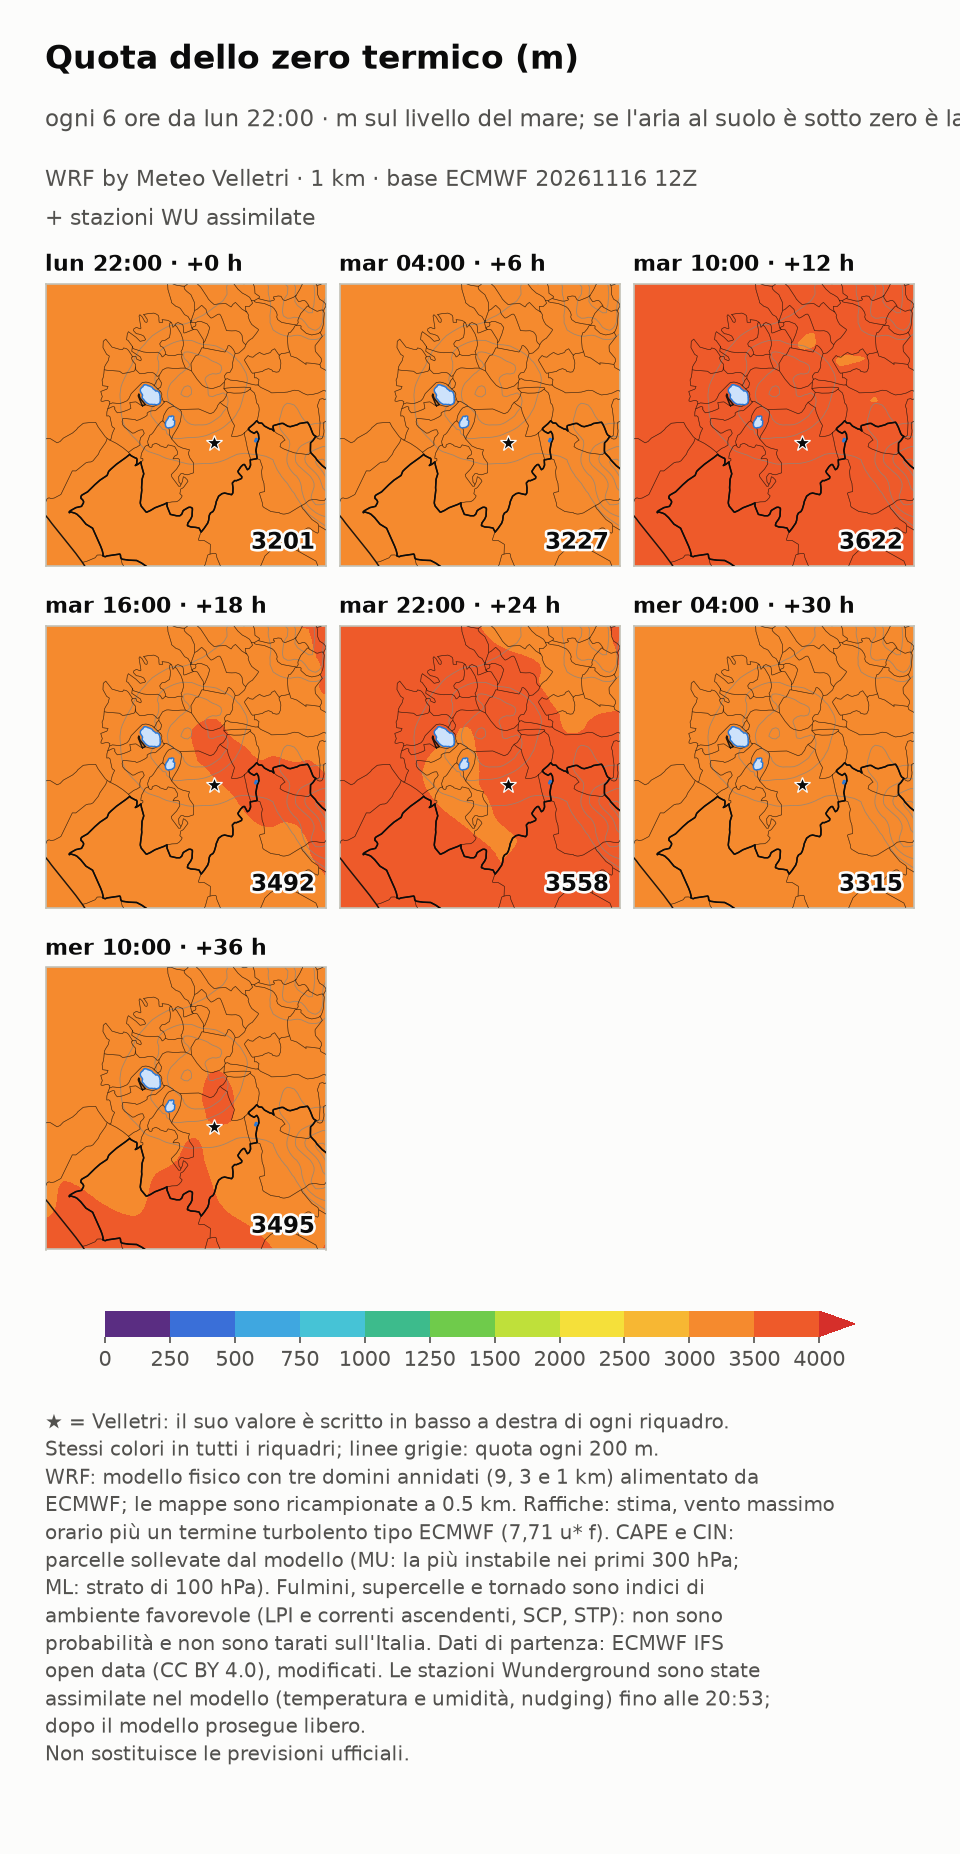 Quota dello zero termico (m)
ogni 6 ore da lun 22:00 · m sul livello del mare; se l'aria al suolo è sotto zero è la
WRF by Meteo Velletri · 1 km · base ECMWF 20261116 12Z
+ stazioni WU assimilate
lun 22:00 · +0 h
mar 04:00 · +6 h
mar 10:00 · +12 h
3201
3227
3622
mar 16:00 · +18 h
mar 22:00 · +24 h
mer 04:00 · +30 h
3492
3558
3315
mer 10:00 · +36 h
3495
0 250 500 750 1000 1250 1500 2000 2500 3000 3500 4000
★ = Velletri: il suo valore è scritto in basso a destra di ogni riquadro.
Stessi colori in tutti i riquadri; linee grigie: quota ogni 200 m.
WRF: modello fisico con tre domini annidati (9, 3 e 1 km) alimentato da
ECMWF; le mappe sono ricampionate a 0.5 km. Raffiche: stima, vento massimo
orario più un termine turbolento tipo ECMWF (7,71 u* f). CAPE e CIN:
parcelle sollevate dal modello (MU: la più instabile nei primi 300 hPa;
ML: strato di 100 hPa). Fulmini, supercelle e tornado sono indici di
ambiente favorevole (LPI e correnti ascendenti, SCP, STP): non sono
probabilità e non sono tarati sull'Italia. Dati di partenza: ECMWF IFS
open data (CC BY 4.0), modificati. Le stazioni Wunderground sono state
assimilate nel modello (temperatura e umidità, nudging) fino alle 20:53;
dopo il modello prosegue libero.
Non sostituisce le previsioni ufficiali.